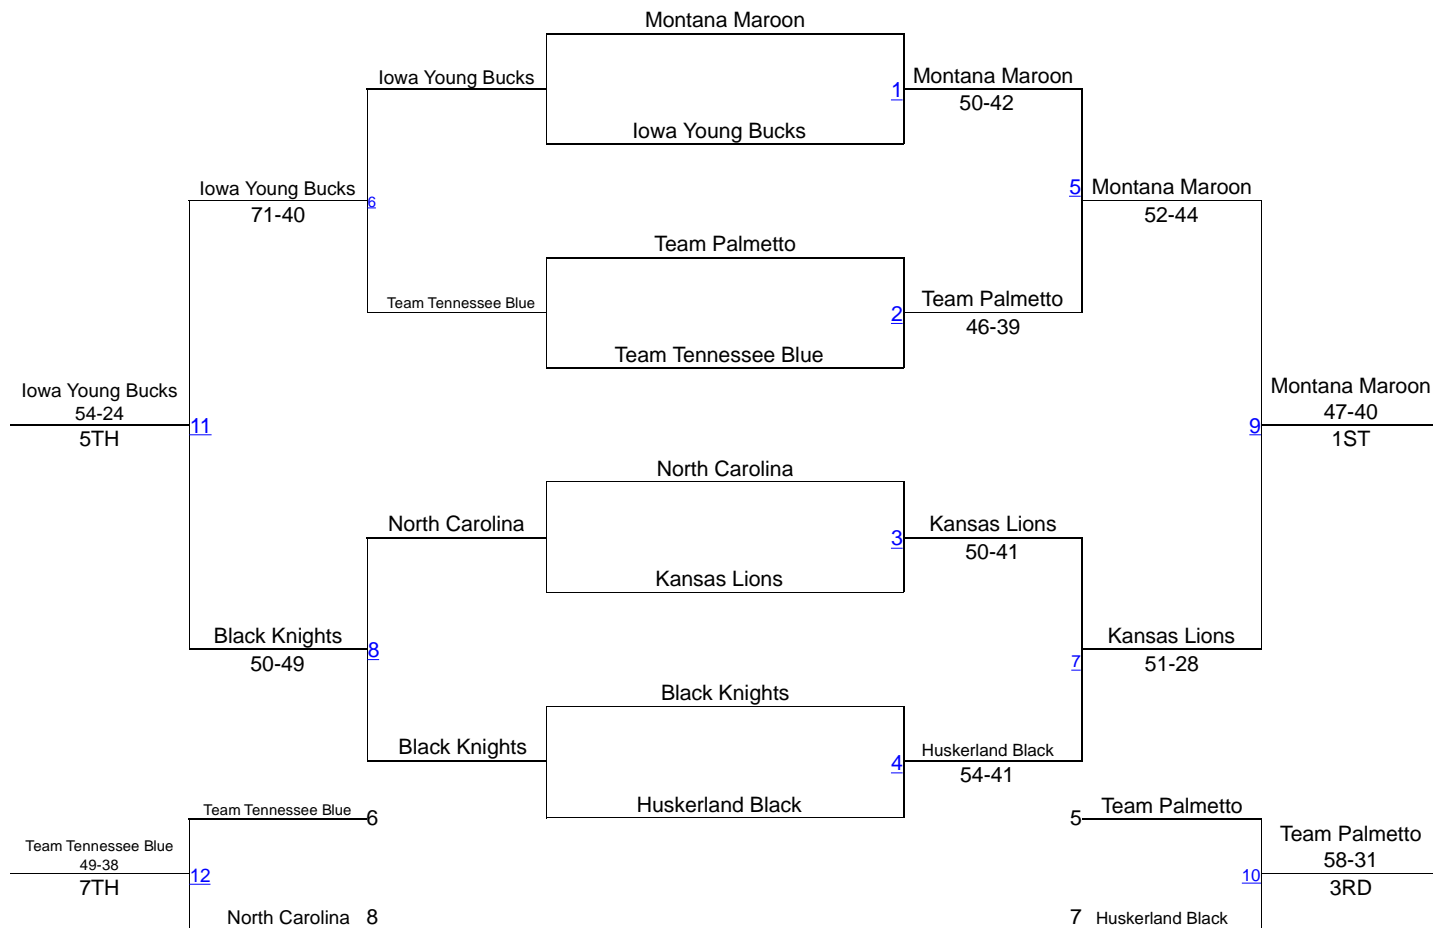 Montana Maroon
Iowa Young Bucks
1
Montana Maroon
50-42
Iowa Young Bucks
Iowa Young Bucks
71-40
6
5
Montana Maroon
52-44
Team Palmetto
Team Tennessee Blue
2
Team Palmetto
46-39
Team Tennessee Blue
Iowa Young Bucks
54-24
5TH
11
9
Montana Maroon
47-40
1ST
North Carolina
North Carolina
3
Kansas Lions
50-41
Kansas Lions
Black Knights
50-49
8
7
Kansas Lions
51-28
Black Knights
Black Knights
4
Huskerland Black
54-41
Huskerland Black
Team Tennessee Blue 6
5 Team Palmetto
Team Tennessee Blue
49-38
7TH
12
10
Team Palmetto
58-31
3RD
North Carolina 8
7 Huskerland Black